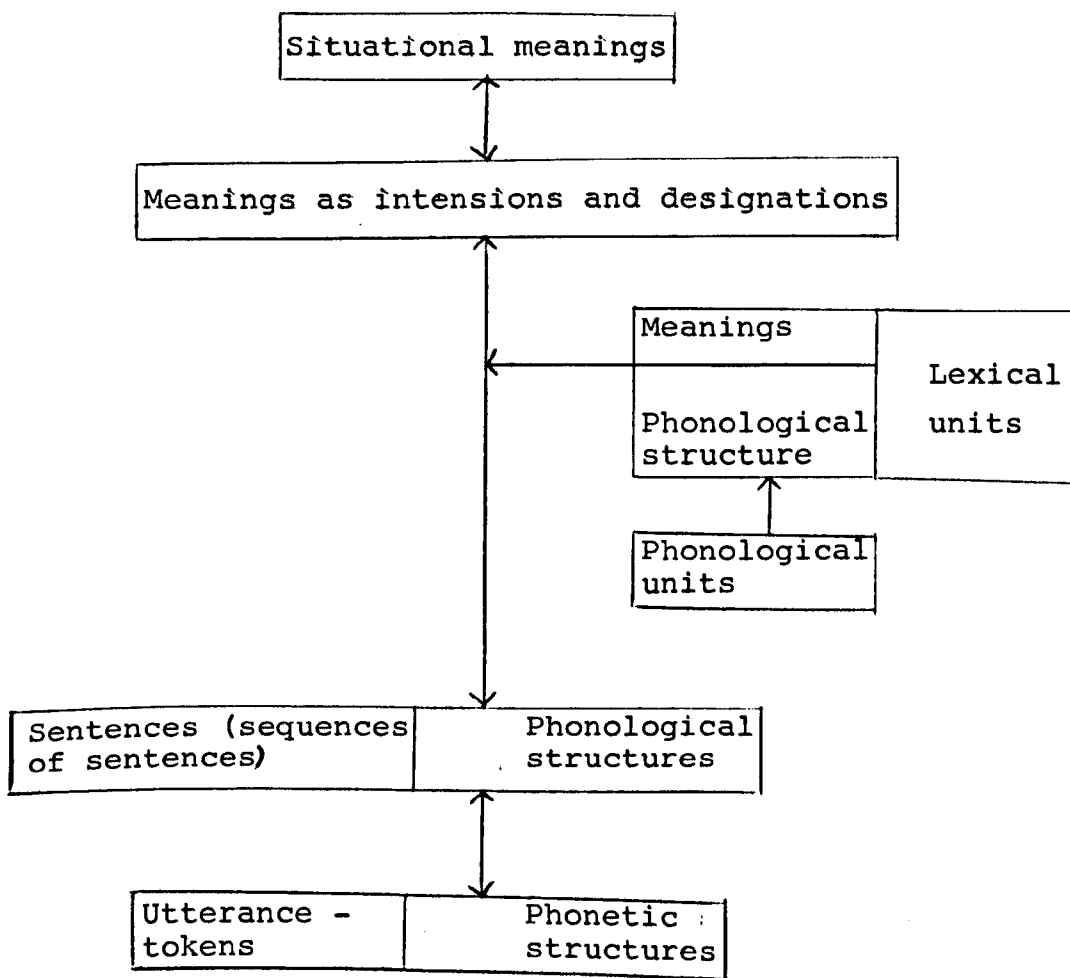 Situational meanings
Meanings as intensions and designations
Meanings
Lexical
units
Phonological
structure
Phonological
units
Sentences (sequences
of sentences)
Phonological
structures
Utterance -
tokens
Phonetic
structures